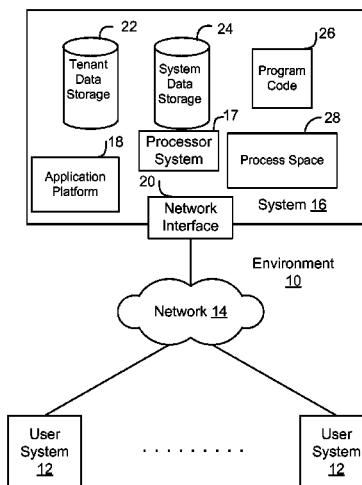 22
24
26
Tenant
Data
Storage
System
Data
Storage
Program
Code
17
28
18
Processor
System
Process Space
Application
Platform
20
Network
Interface
System 16
Environment
10
Network 14
User
System
12
. . . . . . . . .
User
System
12